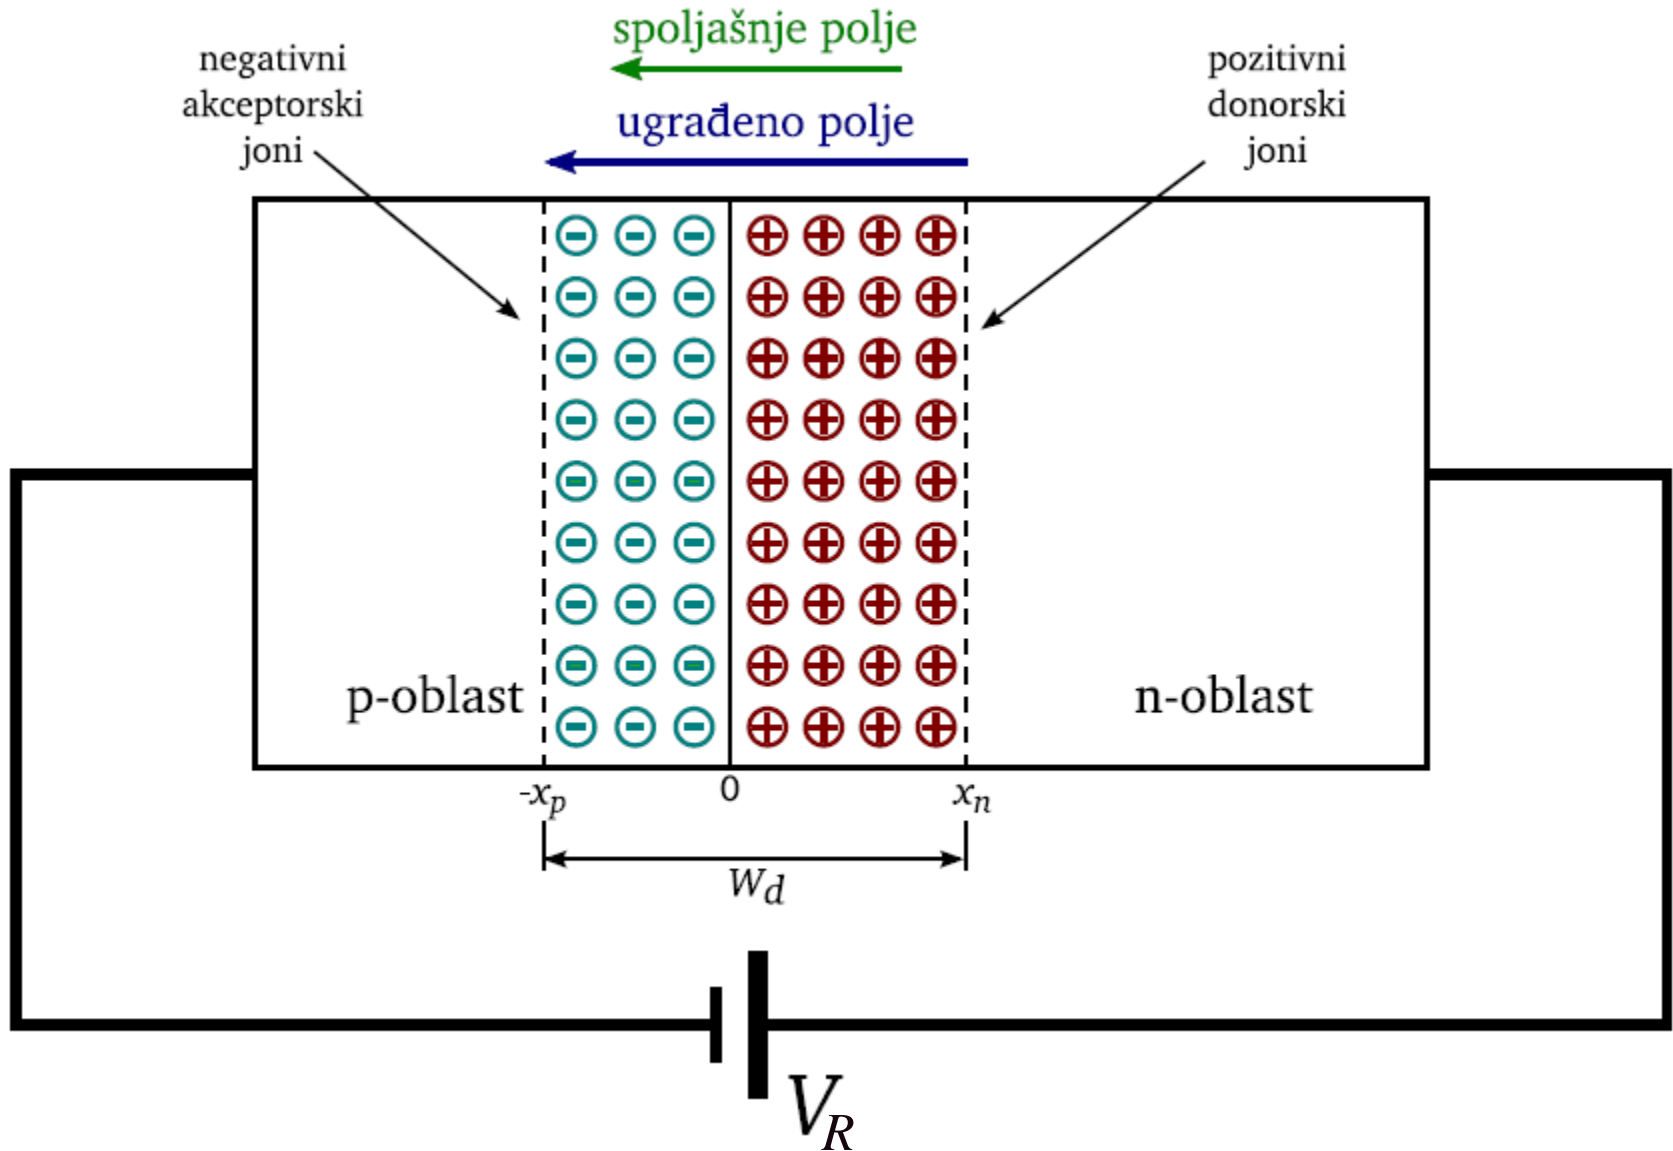 spoljašnje polje
negativni
akceptorski
joni
pozitivni
donorski
joni
ugrađeno polje
p-oblast
n-oblast
-xp
0
xn
Wd
VR